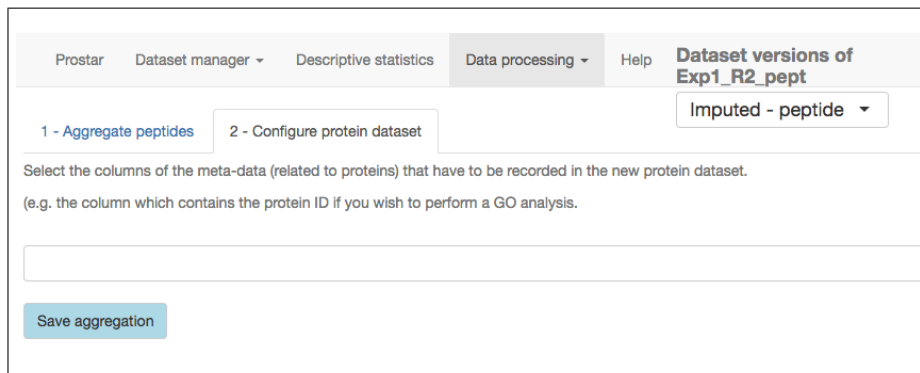 Prostar Dataset manager Descriptive statistics Data processing Help
Dataset versions of
Exp1_R2_pept
Imputed - peptide
1 - Aggregate peptides 2 - Configure protein dataset
Select the columns of the meta-data (related to proteins) that have to be recorded in the new protein dataset.
(e.g. the column which contains the protein ID if you wish to perform a GO analysis.
Save aggregation